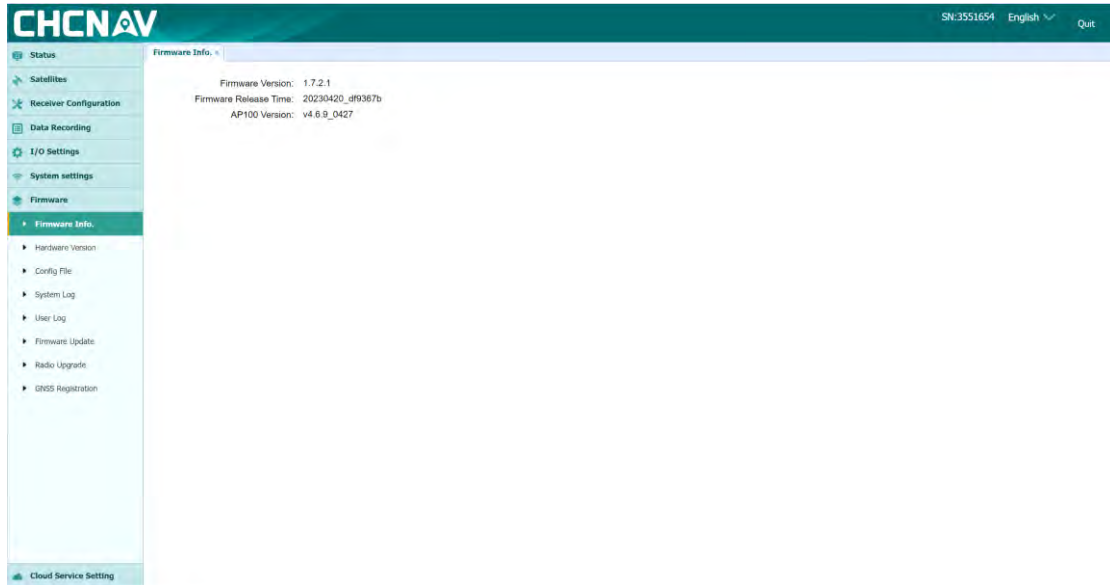 CHCNAV
SN:3551654 English Quit
Status
Satellites
Receiver Configuration
Data Recording
I/O Settings
System settings
Firmware
Firmware Info.
Hardware Version
Config File
System Log
User Log
Firmware Update
Radio Upgrade
GNSS Registration
Cloud Service Setting
Firmware Info. ×
Firmware Version: 1.7.2.1
Firmware Release Time: 20230420_df9367b
AP100 Version: v4.6.9_0427